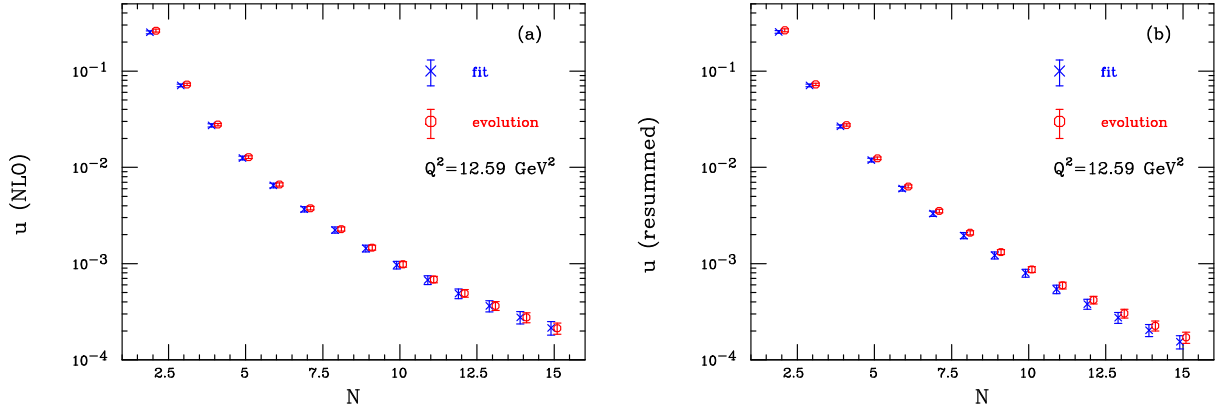 (a)
10⁻¹
fit
evolution
10⁻²
Q²=12.59 GeV²
u (NLO)
10⁻³
10⁻⁴
2.5 5 7.5 10 12.5 15
N
(b)
10⁻¹
fit
evolution
10⁻²
Q²=12.59 GeV²
u (resummed)
10⁻³
10⁻⁴
2.5 5 7.5 10 12.5 15
N